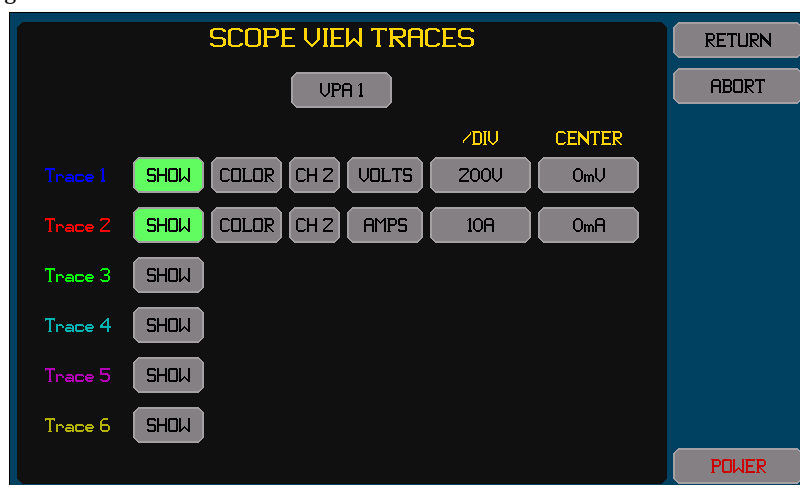 SCOPE VIEW TRACES
RETURN
VPA 1
ABORT
/DIV CENTER
Trace 1 SHOW COLOR CH 2 VOLTS 200V 0mV
Trace 2 SHOW COLOR CH 2 AMPS 10A 0mA
Trace 3 SHOW
Trace 4 SHOW
Trace 5 SHOW
Trace 6 SHOW
POWER